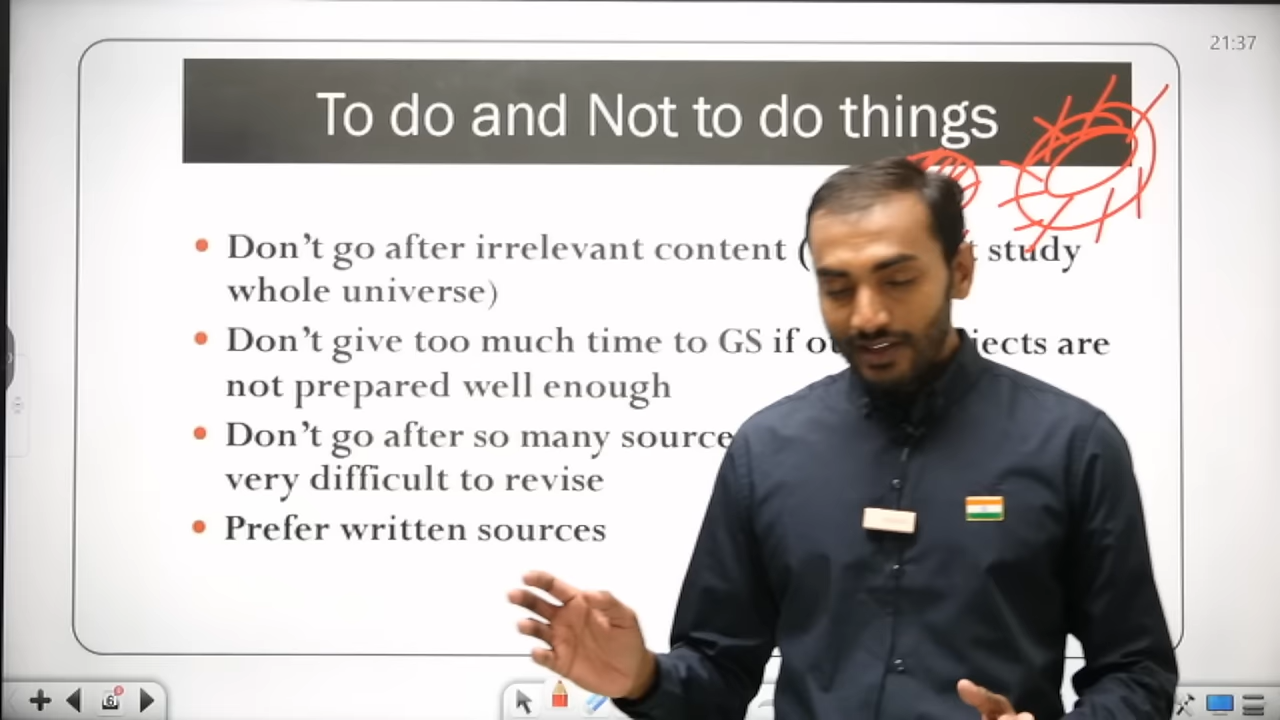 21:37
To do and Not to do things
Don't go after irrelevant content ( study
whole universe)
Don't give too much time to GS if are
not prepared well enough
Don't go after so many
very difficult to revise
Prefer written sources